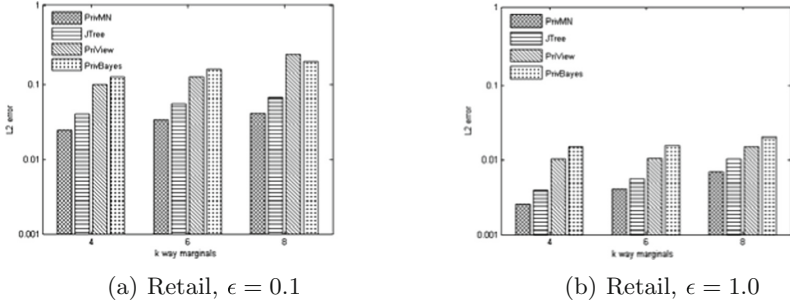 1
0.1
0.01
0.001
L2 error
PrivMN
JTree
PriView
PrivBayes
4 6 8
k way marginals
(a) Retail, ϵ = 0.1
1
0.1
0.01
0.001
L2 error
PrivMN
JTree
PriView
PrivBayes
4 6 8
k way marginals
(b) Retail, ϵ = 1.0